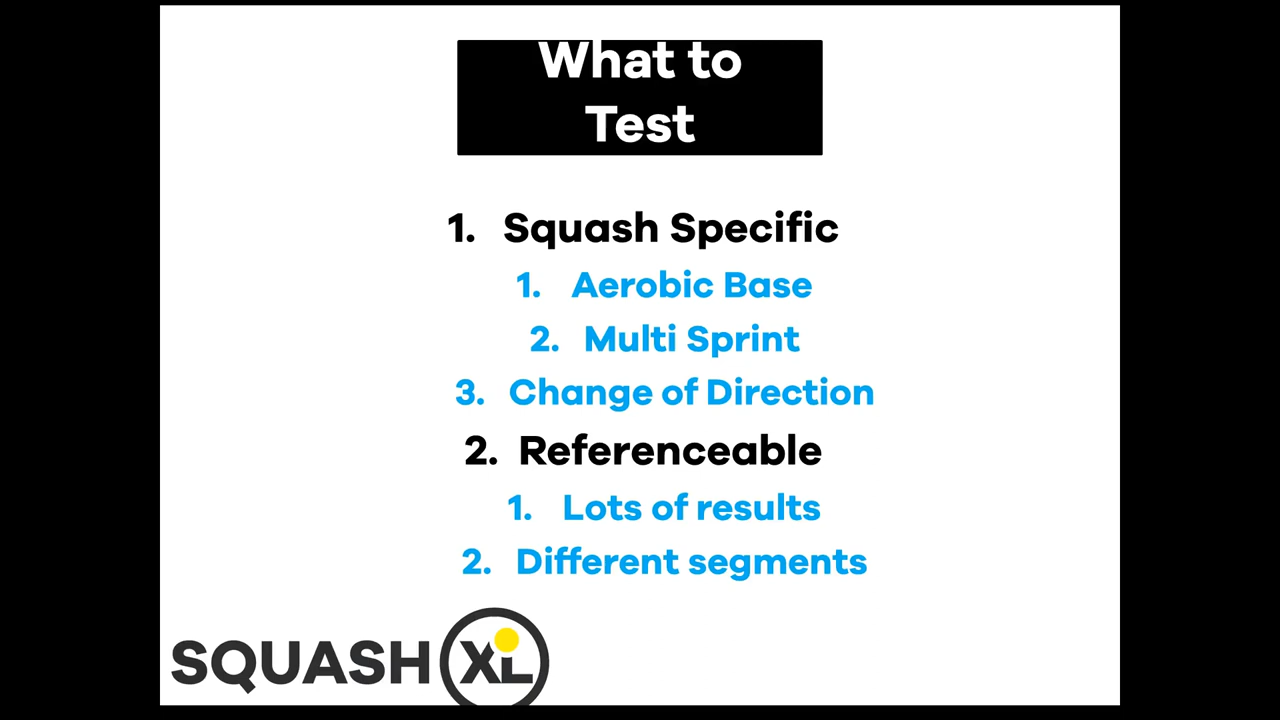 What to
Test
1. Squash Specific
1. Aerobic Base
2. Multi Sprint
3. Change of Direction
2. Referenceable
1. Lots of results
2. Different segments
SQUASH XL